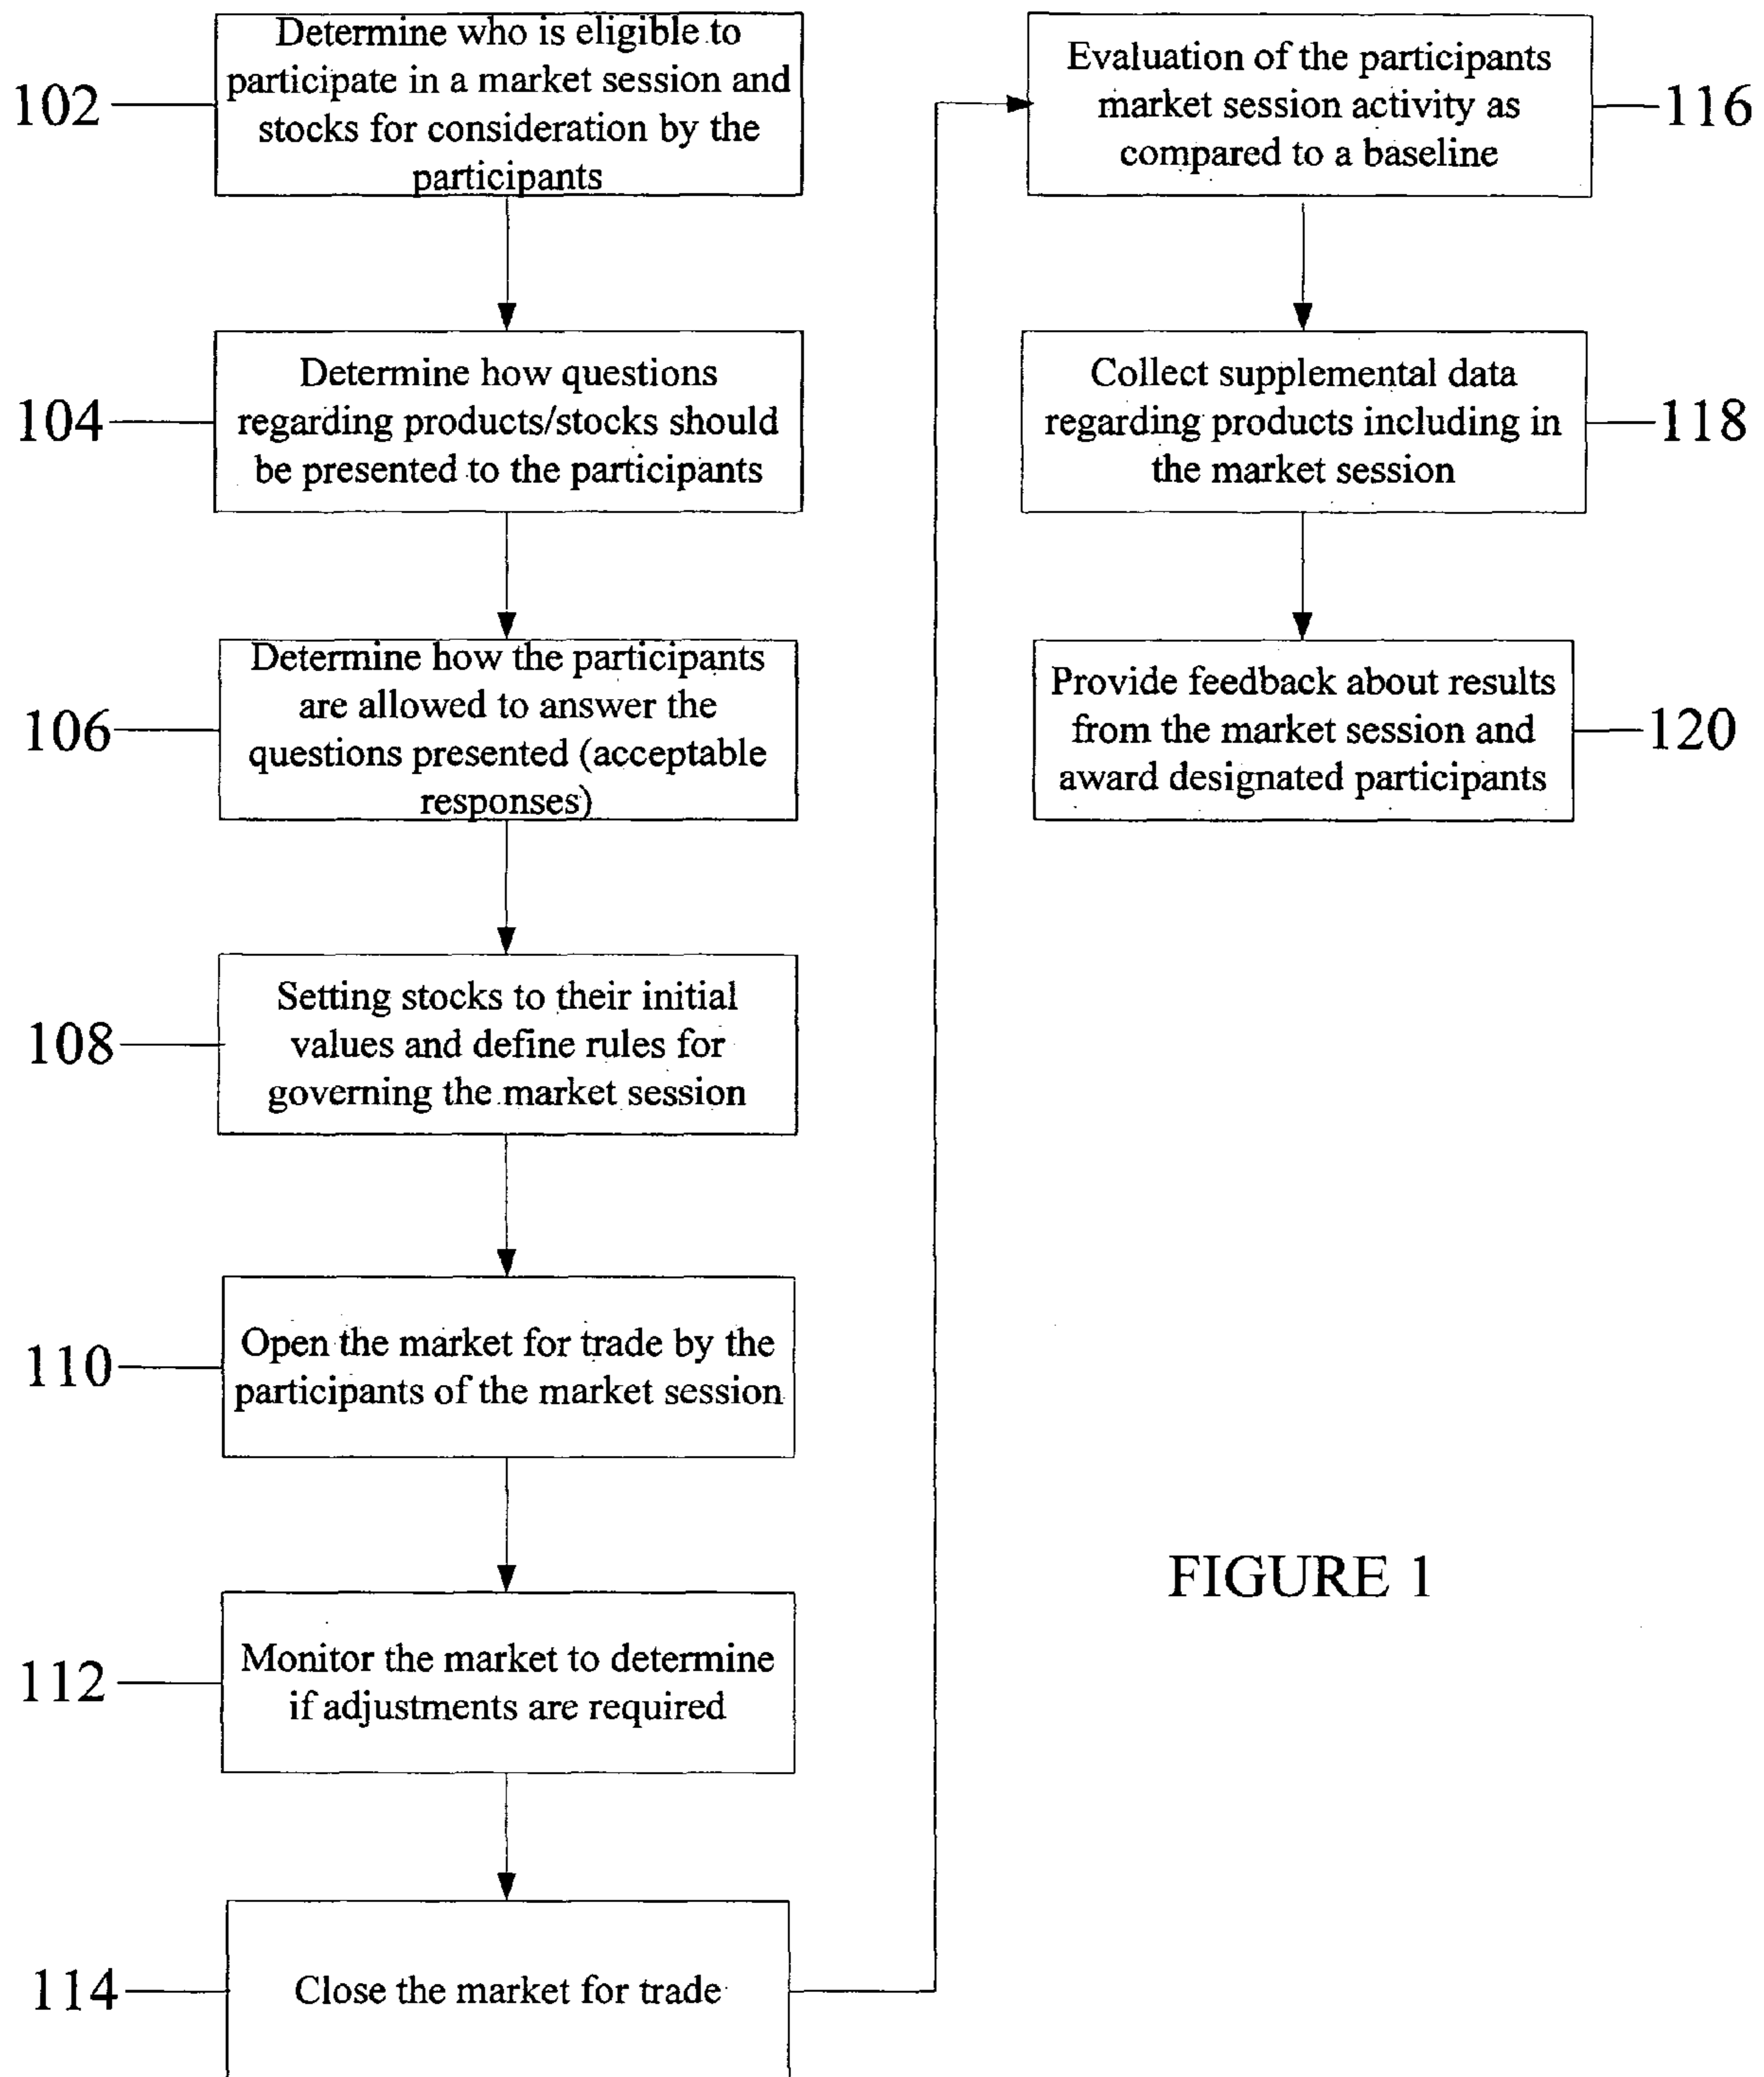 102
Determine who is eligible to
participate in a market session and
stocks for consideration by the
participants
104
Determine how questions
regarding products/stocks should
be presented to the participants
106
Determine how the participants
are allowed to answer the
questions presented (acceptable
responses)
108
Setting stocks to their initial
values and define rules for
governing the market session
110
Open the market for trade by the
participants of the market session
112
Monitor the market to determine
if adjustments are required
114
Close the market for trade
Evaluation of the participants
market session activity as
compared to a baseline
116
Collect supplemental data
regarding products including in
the market session
118
Provide feedback about results
from the market session and
award designated participants
120
FIGURE 1